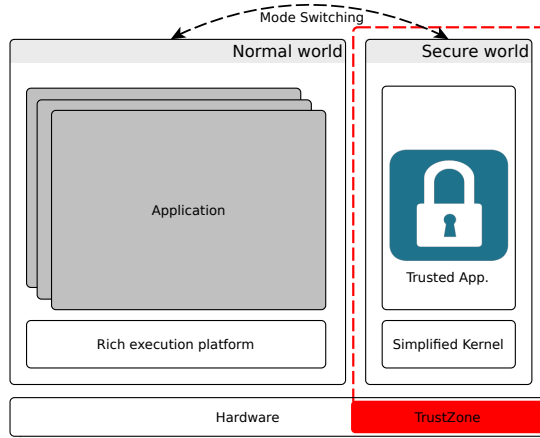 Mode Switching
Normal world
Secure world
Application
Trusted App.
Rich execution platform
Simplified Kernel
Hardware
TrustZone